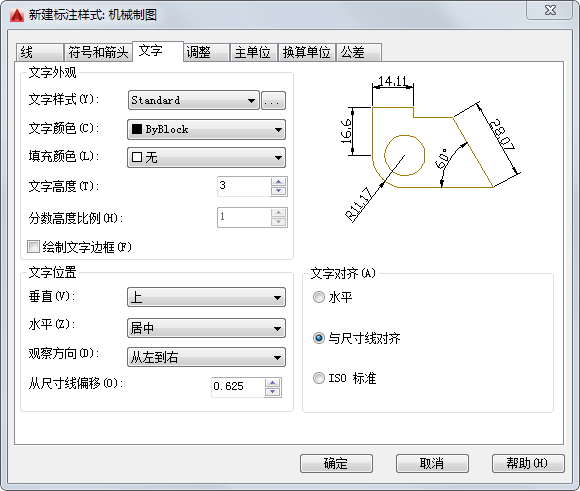 新建标注样式: 机械制图
线 符号和箭头 文字 调整 主单位 换算单位 公差
文字外观
文字样式(Y): Standard ...
文字颜色(C): ByBlock
填充颜色(L): 无
文字高度(T): 3
分数高度比例(H): 1
绘制文字边框(F)
14.11
16.6
28.07
60°
R11.17
文字位置
垂直(V): 上
水平(Z): 居中
观察方向(D): 从左到右
从尺寸线偏移(O): 0.625
文字对齐(A)
水平
与尺寸线对齐
ISO 标准
确定 取消 帮助(H)